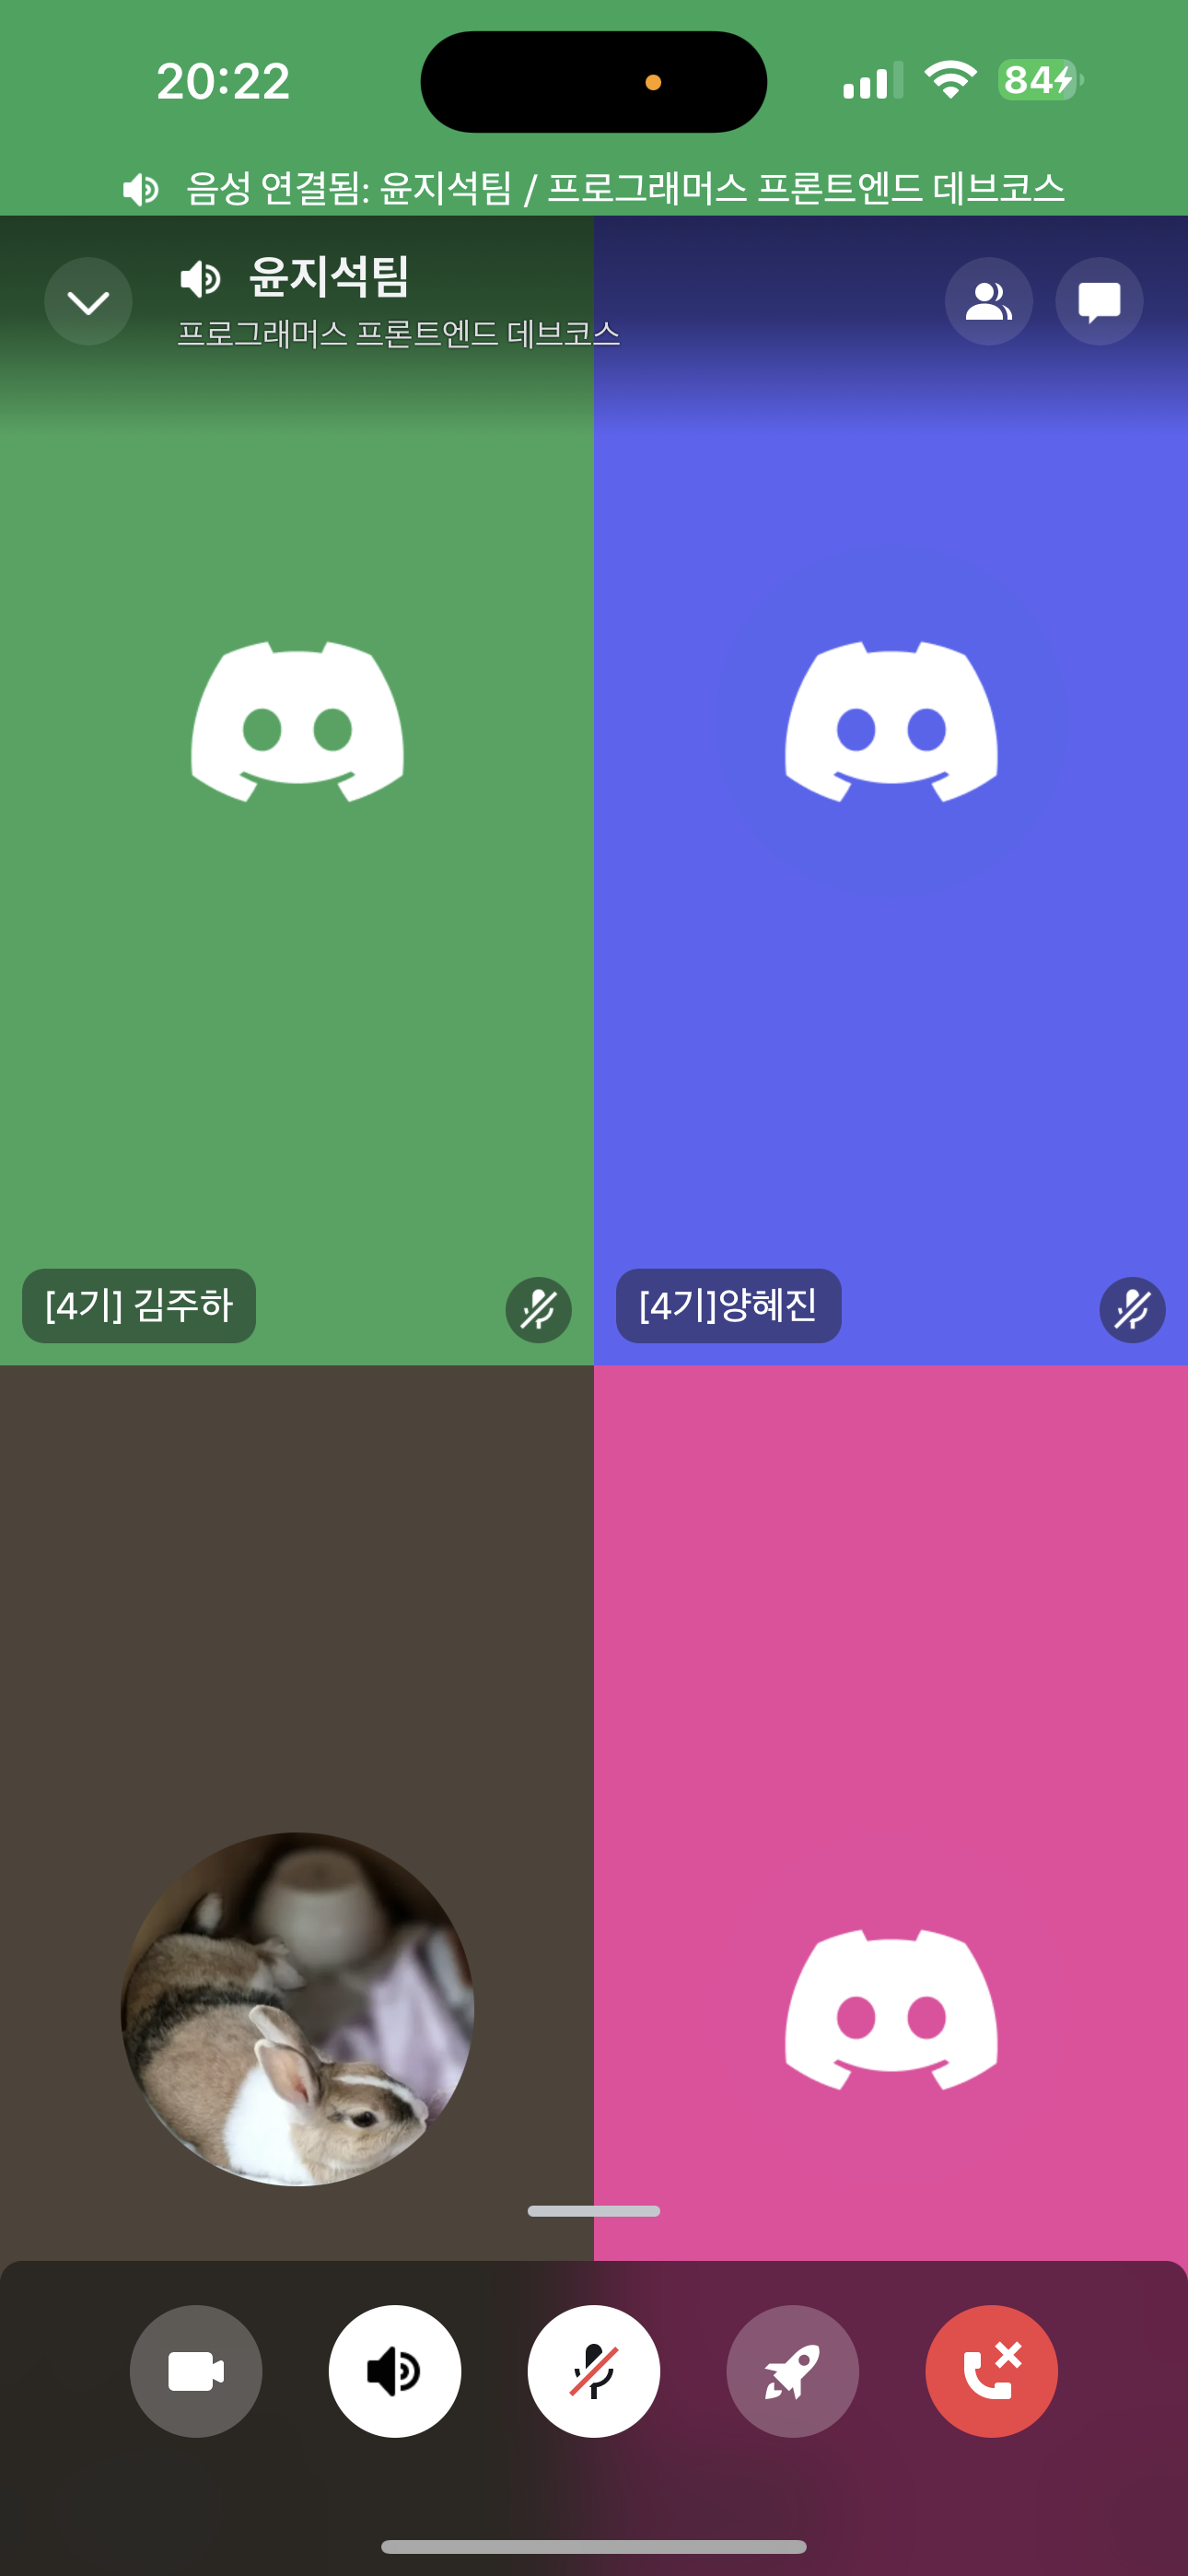 20:22
84
음성 연결됨: 윤지석팀 / 프로그래머스 프론트엔드 데브코스
윤지석팀
프로그래머스 프론트엔드 데브코스
[4기] 김주하
[4기]양혜진